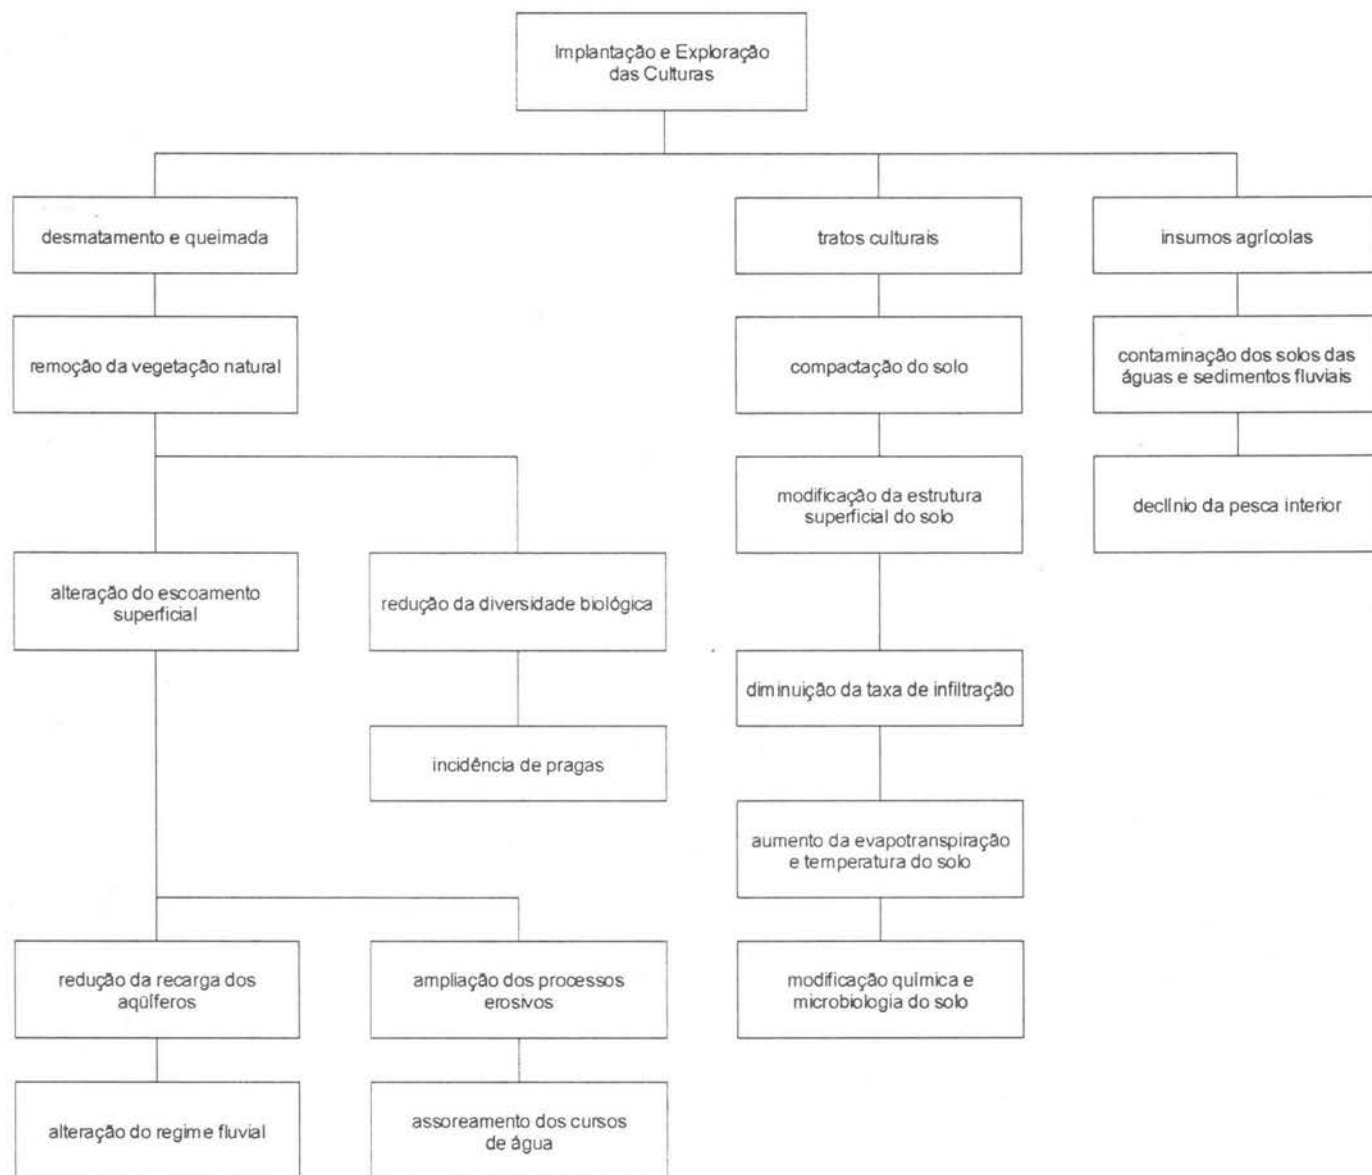 Implantação e Exploração
das Culturas
desmatamento e queimada
tratos culturais
insumos agrícolas
remoção da vegetação natural
compactação do solo
contaminação dos solos das
águas e sedimentos fluviais
modificação da estrutura
superficial do solo
declínio da pesca interior
alteração do escoamento
superficial
redução da diversidade biológica
diminuição da taxa de infiltração
incidência de pragas
aumento da evapotranspiração
e temperatura do solo
redução da recarga dos
aqüíferos
ampliação dos processos
erosivos
modificação química e
microbiologia do solo
alteração do regime fluvial
assoreamento dos cursos
de água